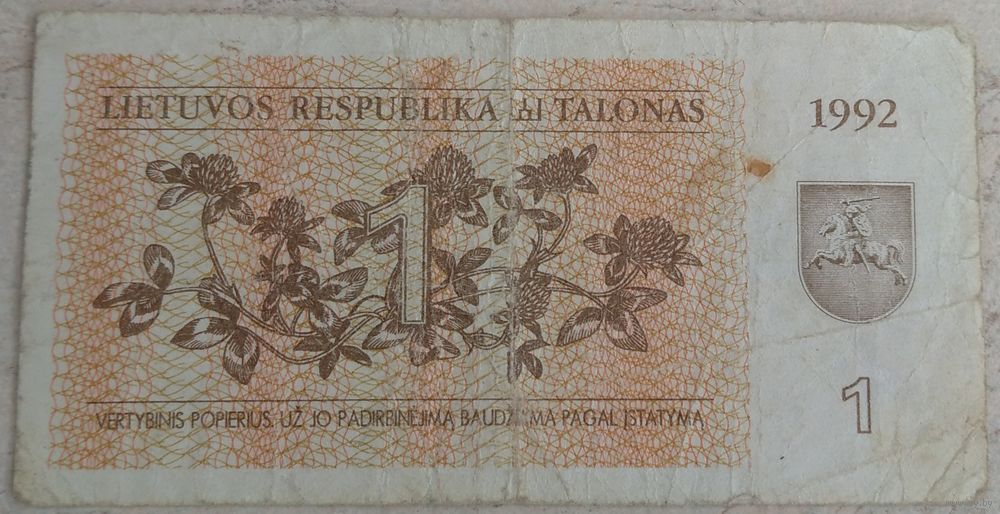 LIETUVOS RESPUBLIKA TALONAS
1992
1
1
VERTYBINIS POPIERIUS. UŽ JO PADIRBINĖJIMĄ BAUDŽIAMA PAGAL ĮSTATYMĄ